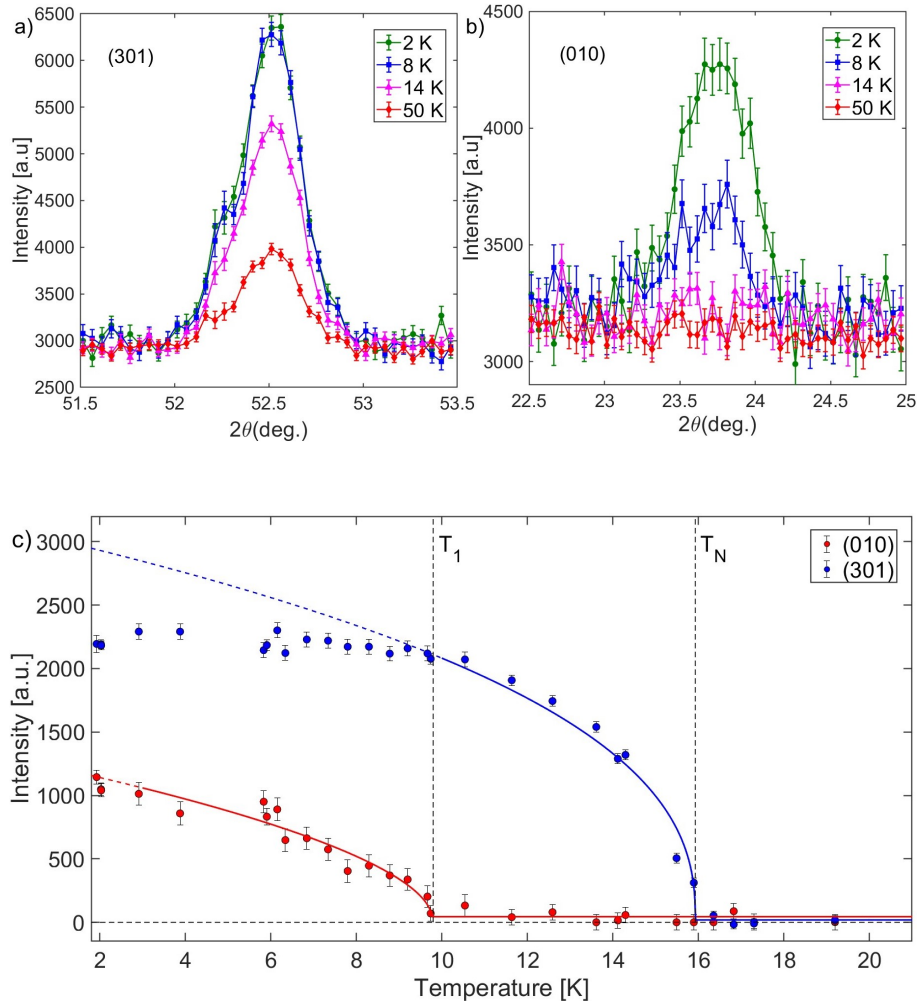 a)
(301)
2 K
8 K
14 K
50 K
6500
6000
5500
5000
4500
4000
3500
3000
2500
Intensity [a.u]
51.5 52 52.5 53 53.5
2θ(deg.)
b)
(010)
2 K
8 K
14 K
50 K
4500
4000
3500
3000
Intensity [a.u]
22.5 23 23.5 24 24.5 25
2θ(deg.)
c)
T1
TN
(010)
(301)
3000
2500
2000
1500
1000
500
0
Intensity [a.u.]
2 4 6 8 10 12 14 16 18 20
Temperature [K]